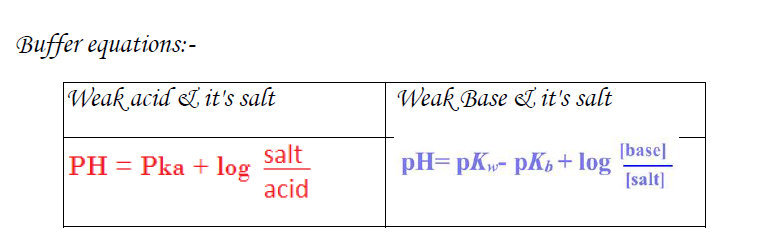 Buffer equations:-
Weak acid & it's salt
Weak Base & it's salt
PH = Pka + log salt/acid
pH= pKw- pKb + log [base]/[salt]